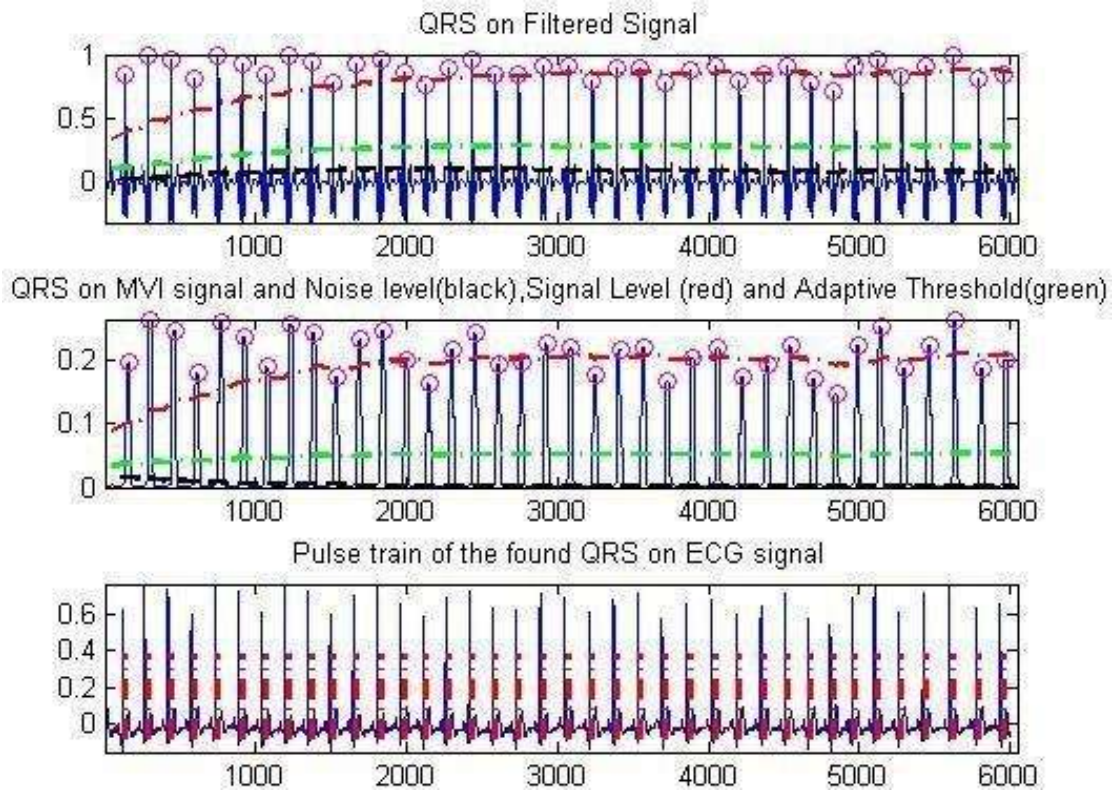 QRS on Filtered Signal
1
0.5
0
1000 2000 3000 4000 5000 6000
QRS on MVI signal and Noise level(black),Signal Level (red) and Adaptive Threshold(green)
0.2
0.1
0
1000 2000 3000 4000 5000 6000
Pulse train of the found QRS on ECG signal
0.6
0.4
0.2
0
1000 2000 3000 4000 5000 6000